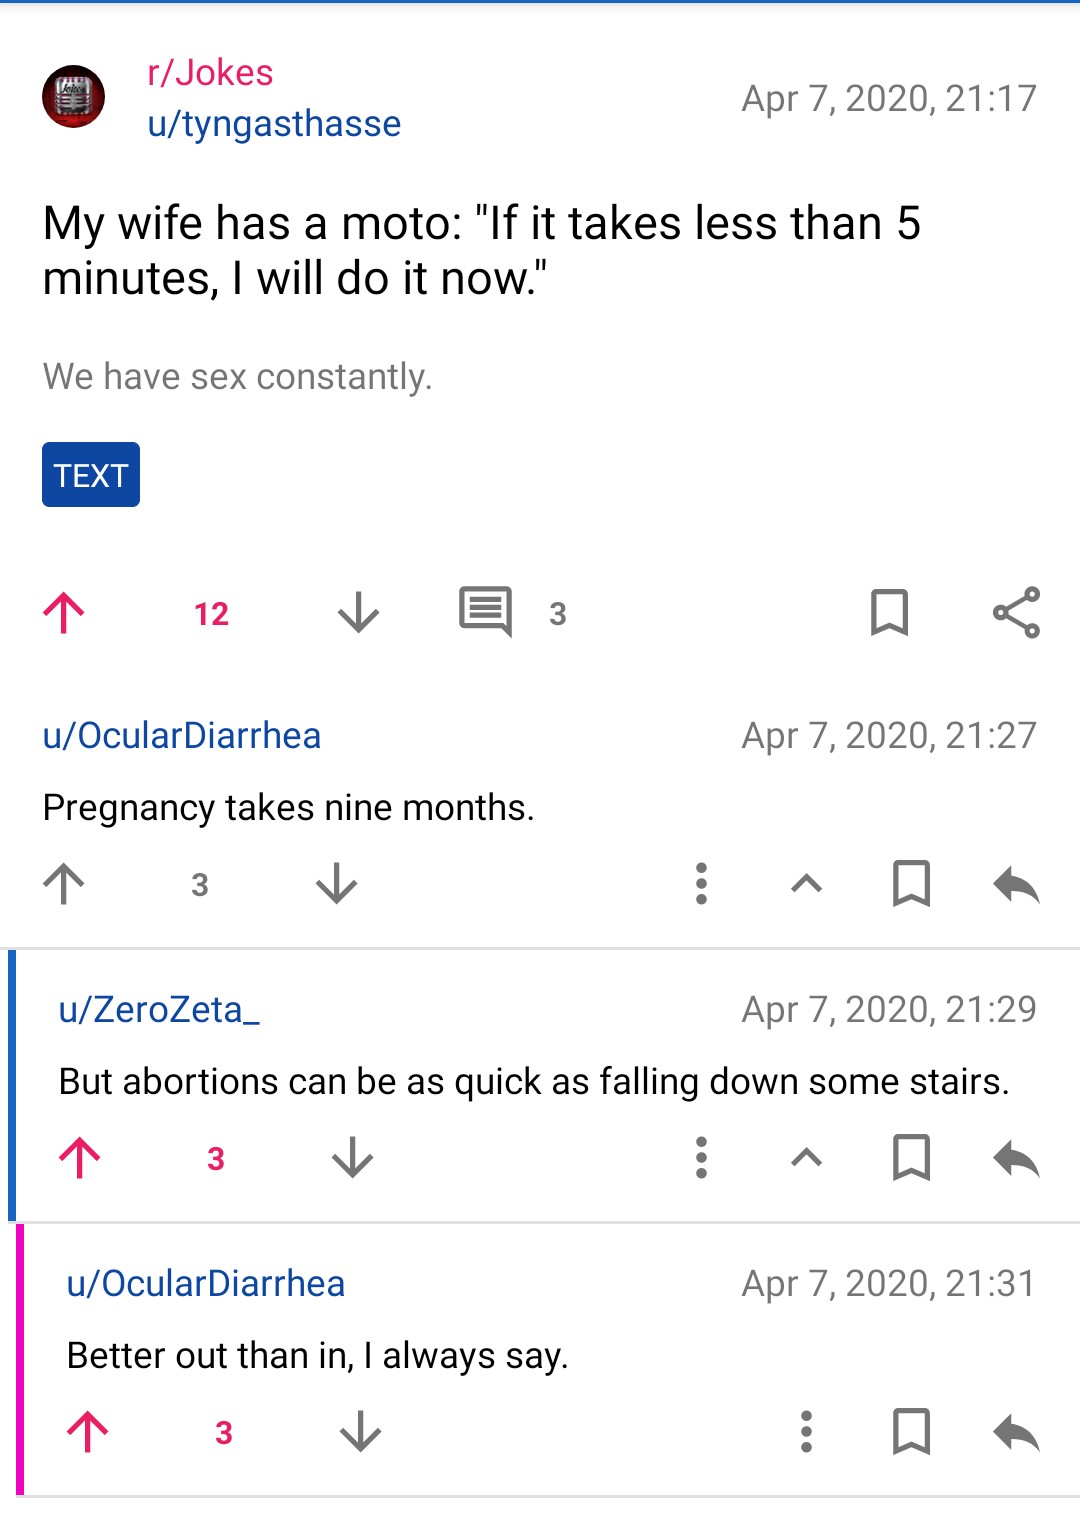 r/Jokes
u/tyngasthasse
Apr 7, 2020, 21:17
My wife has a moto: "If it takes less than 5
minutes, I will do it now."
We have sex constantly.
TEXT
12
3
u/OcularDiarrhea
Apr 7, 2020, 21:27
Pregnancy takes nine months.
3
u/ZeroZeta_
Apr 7, 2020, 21:29
But abortions can be as quick as falling down some stairs.
3
u/OcularDiarrhea
Apr 7, 2020, 21:31
Better out than in, I always say.
3